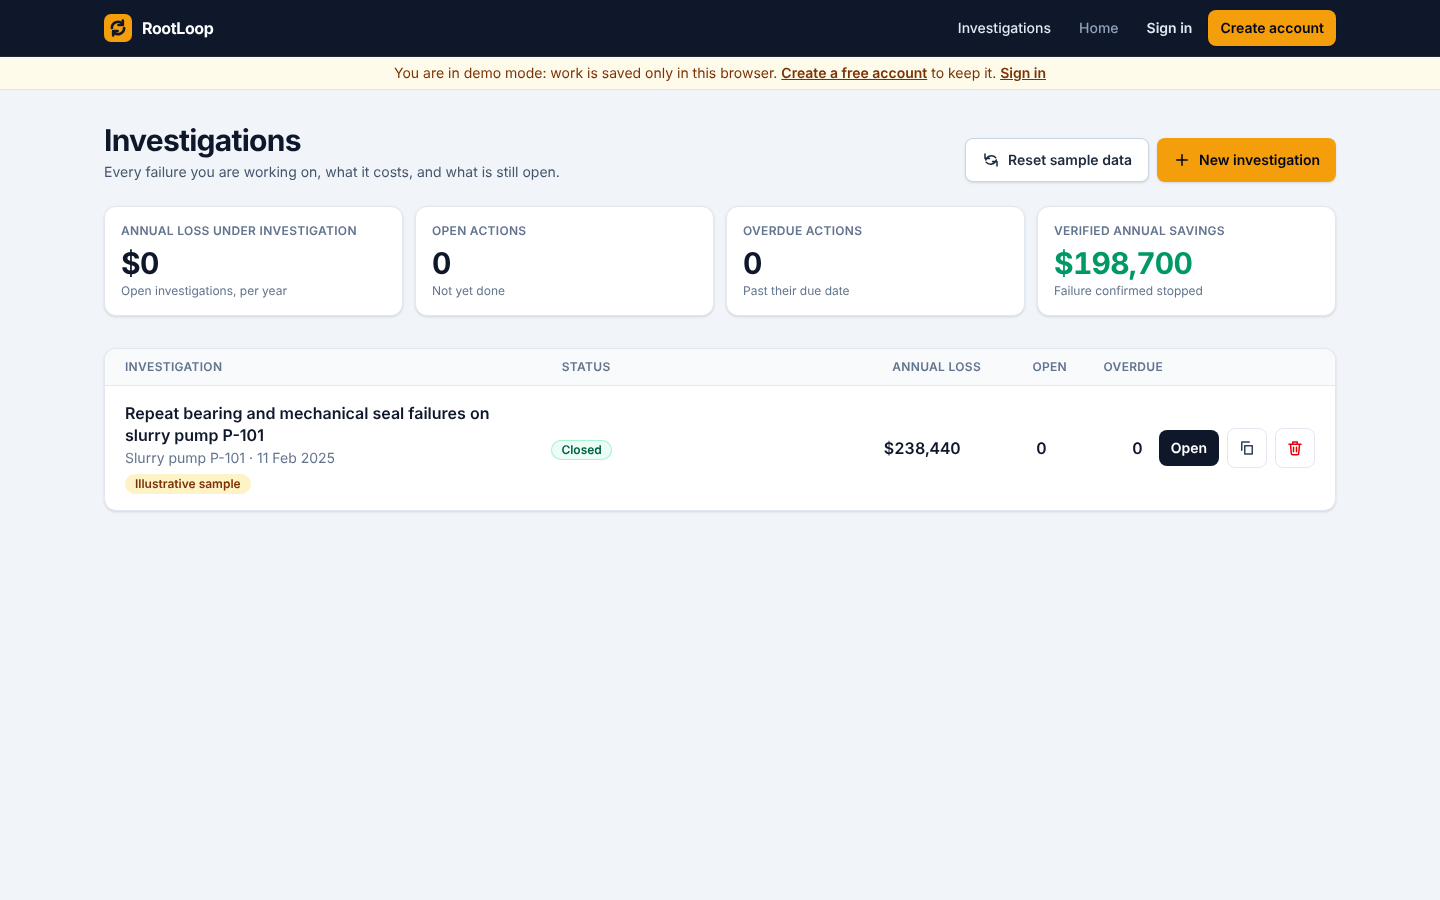 RootLoop
Investigations
Home
Sign in
Create account
You are in demo mode: work is saved only in this browser. Create a free account to keep it. Sign in
Investigations
Every failure you are working on, what it costs, and what is still open.
Reset sample data
New investigation
ANNUAL LOSS UNDER INVESTIGATION
$0
Open investigations, per year
OPEN ACTIONS
0
Not yet done
OVERDUE ACTIONS
0
Past their due date
VERIFIED ANNUAL SAVINGS
$198,700
Failure confirmed stopped
INVESTIGATION STATUS ANNUAL LOSS OPEN OVERDUE
Repeat bearing and mechanical seal failures on
slurry pump P-101
Slurry pump P-101 · 11 Feb 2025
Illustrative sample
Closed
$238,440
0
0
Open